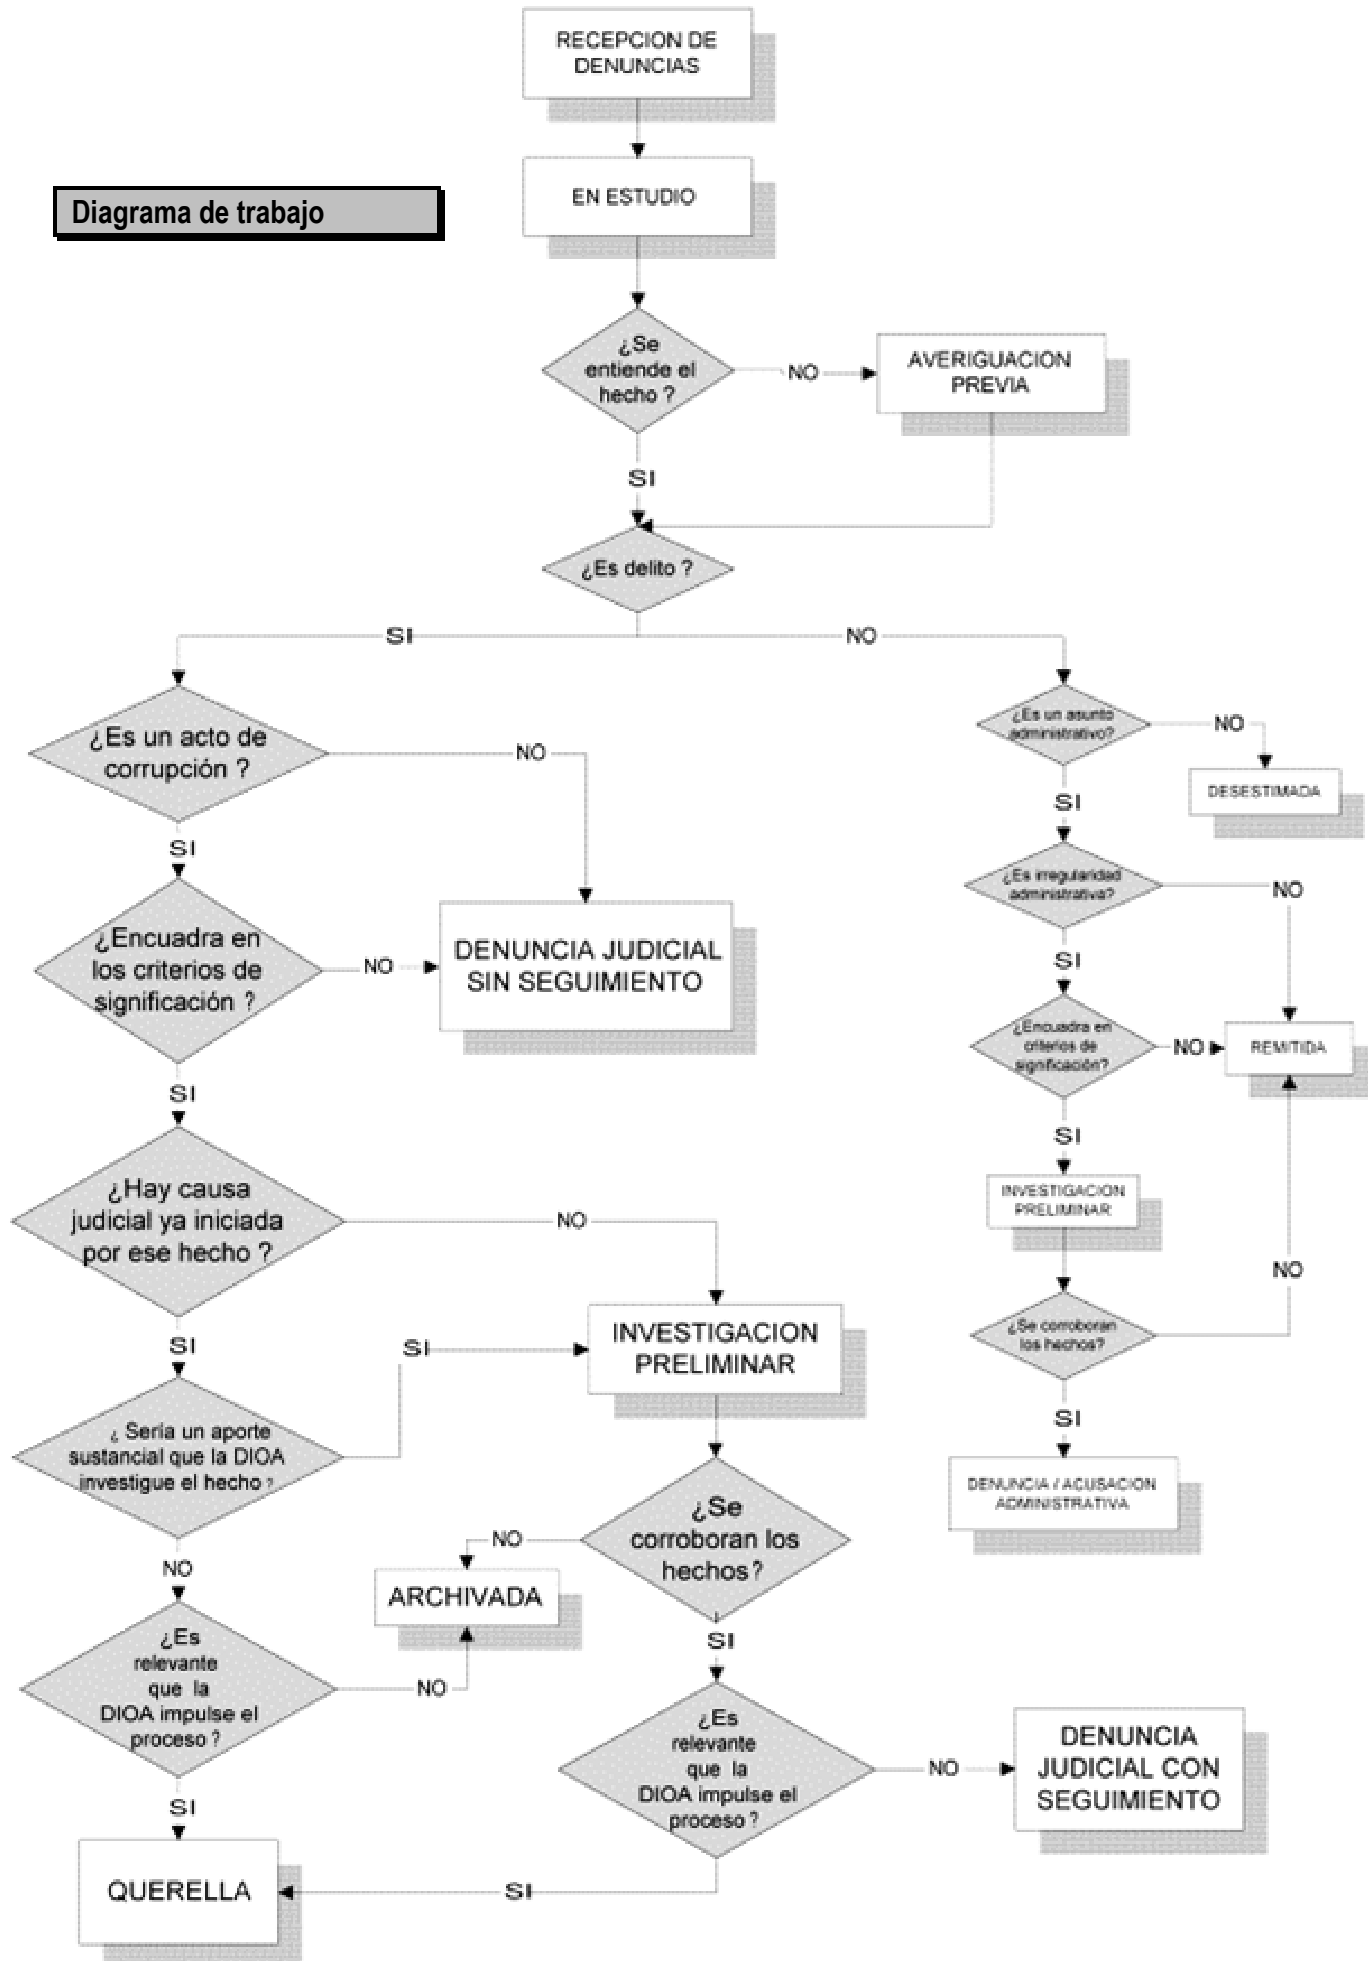 RECEPCION DE
DENUNCIAS
EN ESTUDIO
Diagrama de trabajo
¿Se
entiende el
hecho ?
NO
AVERIGUACION
PREVIA
SI
¿Es delito ?
SI
NO
¿Es un acto de
corrupción ?
NO
SI
¿Encuadra en
los criterios de
significación ?
NO
DENUNCIA JUDICIAL
SIN SEGUIMIENTO
SI
¿Hay causa
judicial ya iniciada
por ese hecho ?
NO
SI
¿ Sería un aporte
sustancial que la DIOA
investigue el hecho ?
SI
INVESTIGACION
PRELIMINAR
NO
¿Se
corroboran los
hechos?
NO
ARCHIVADA
SI
¿Es
relevante
que la
DIOA impulse el
proceso ?
NO
SI
¿Es
relevante
que la
DIOA impulse el
proceso ?
NO
DENUNCIA
JUDICIAL CON
SEGUIMIENTO
SI
QUERELLA
¿Es un asunto
administrativo?
NO
DESESTIMADA
SI
¿Es irregularidad
administrativa?
NO
SI
¿Encuadra en
criterios de
significación?
NO
REMITIDA
SI
INVESTIGACION
PRELIMINAR
NO
¿Se corroboran
los hechos?
SI
DENUNCIA / ACUSACION
ADMINISTRATIVA